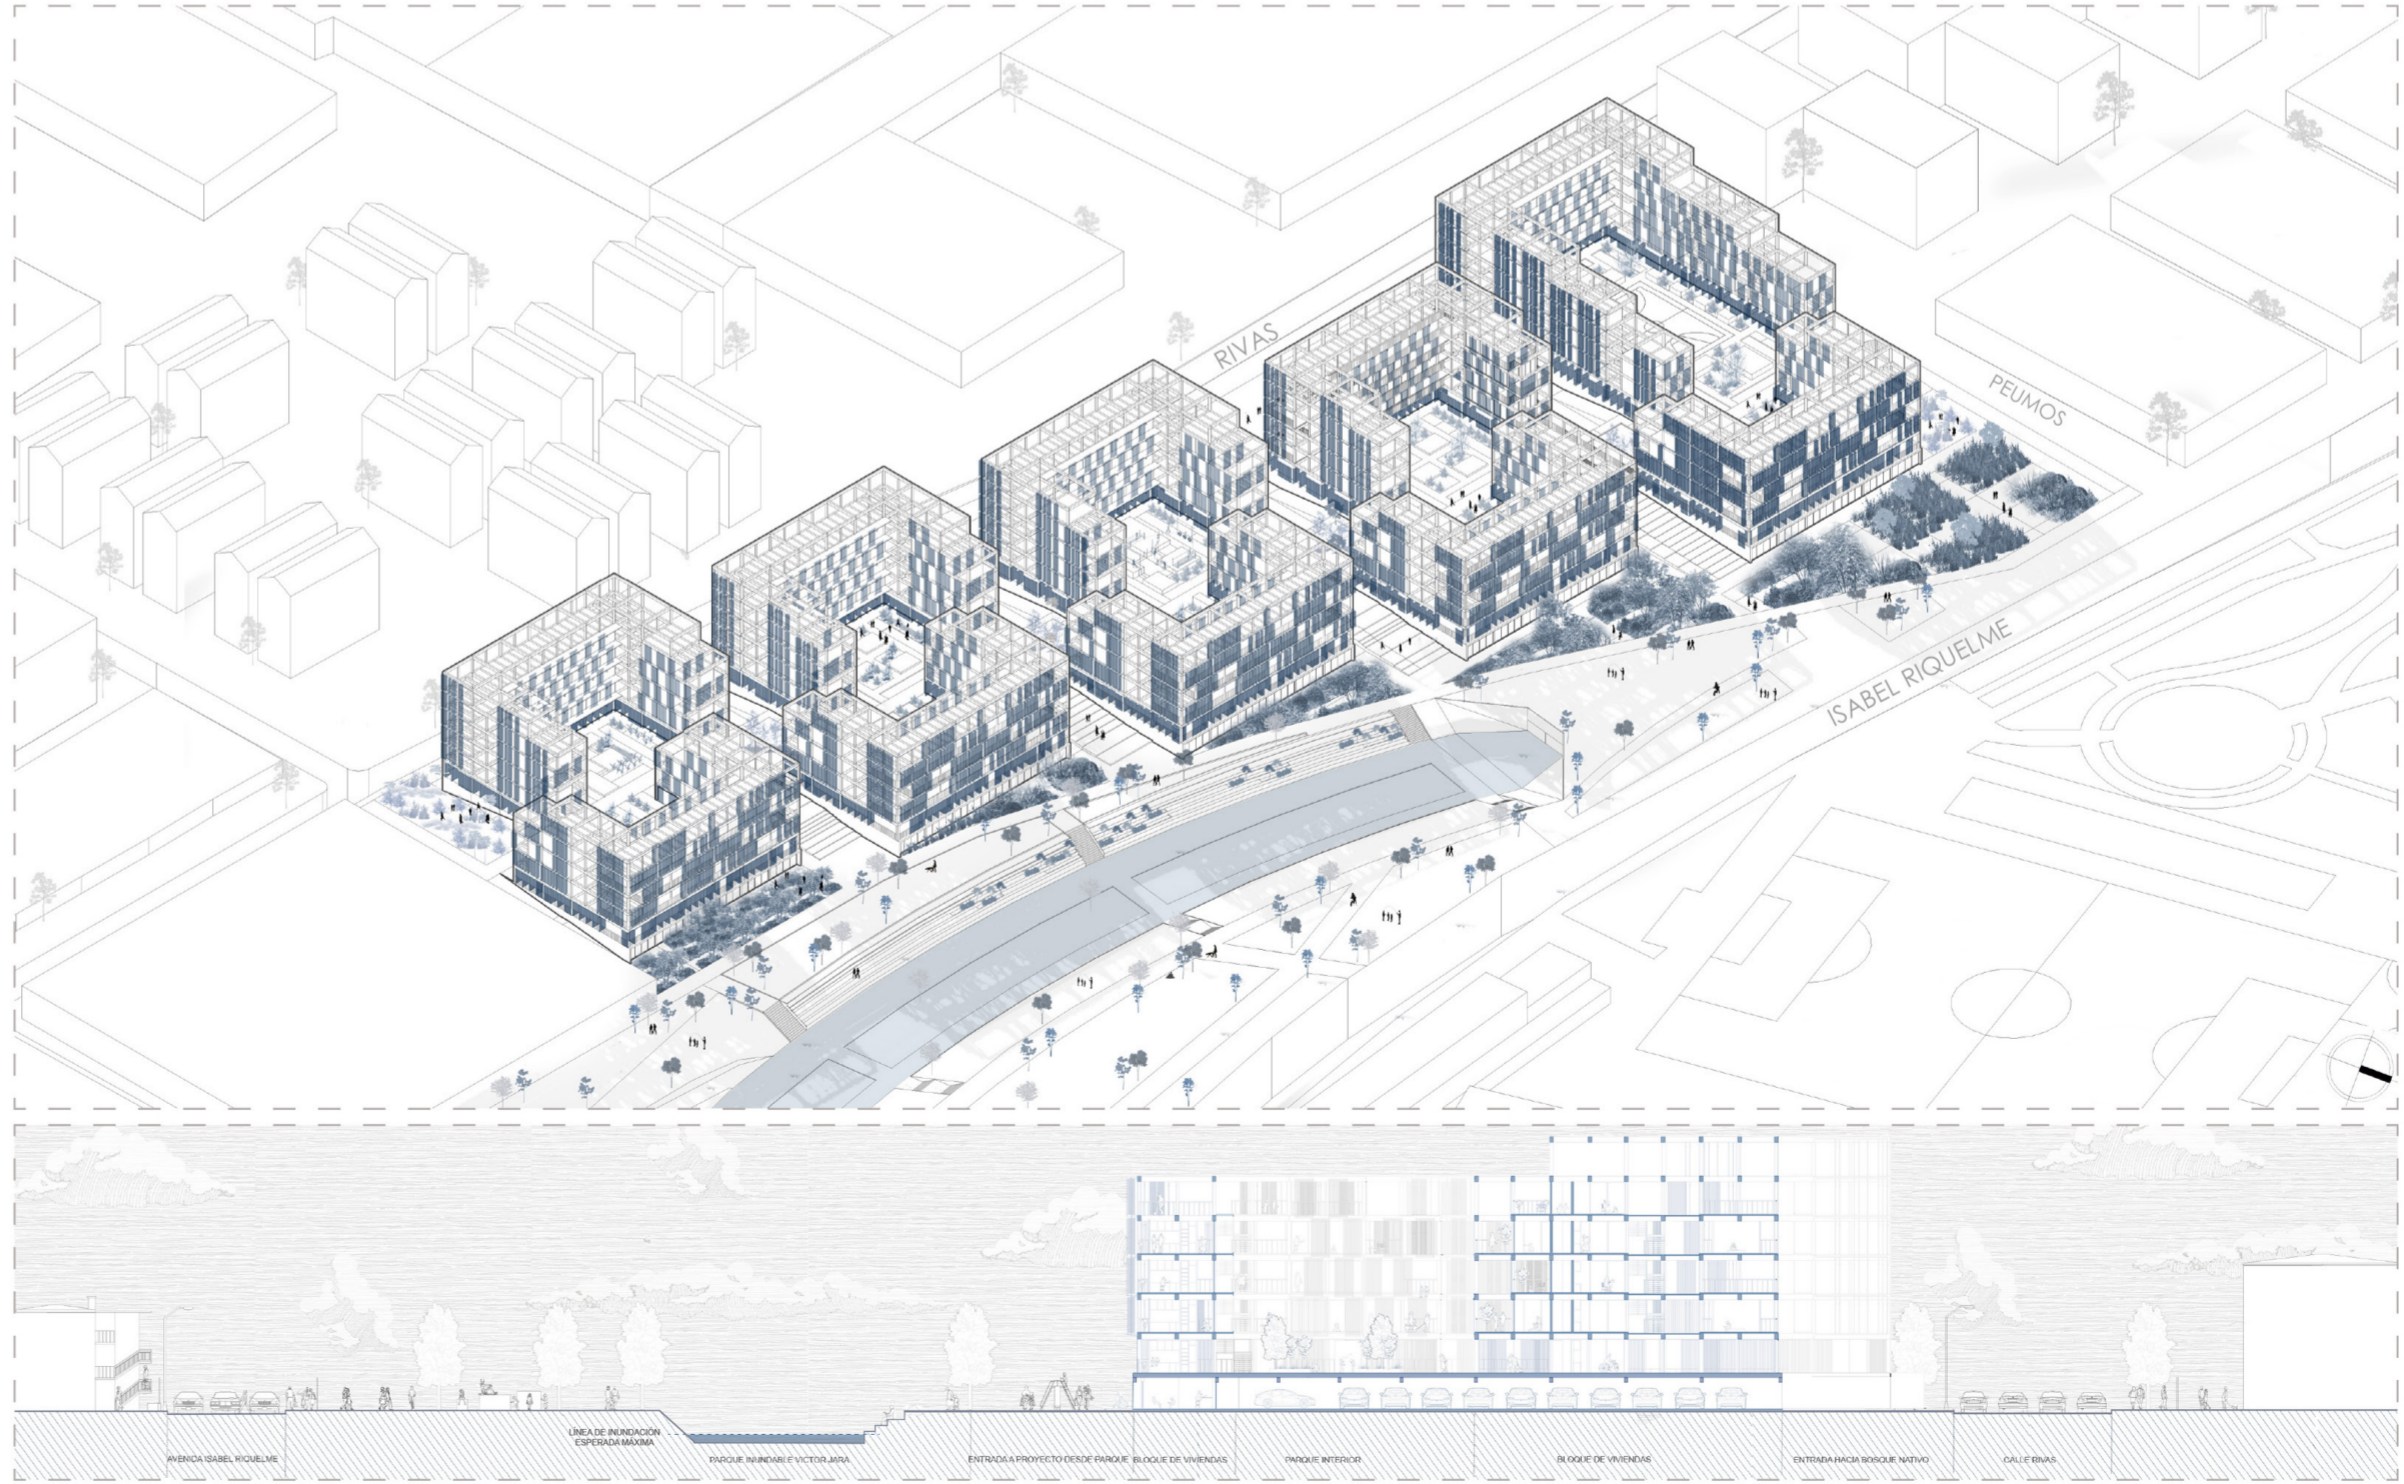 RIVAS
PEUMOS
ISABEL RIQUELME
LÍNEA DE INUNDACIÓN
ESPERADA MÁXIMA
AVENIDA ISABEL RIQUELME
PARQUE INUNDABLE VICTOR JARA
ENTRADA A PROYECTO DESDE PARQUE
BLOQUE DE VIVIENDAS
PARQUE INTERIOR
BLOQUE DE VIVIENDAS
ENTRADA HACIA BOSQUE NATIVO
CALLE RIVAS